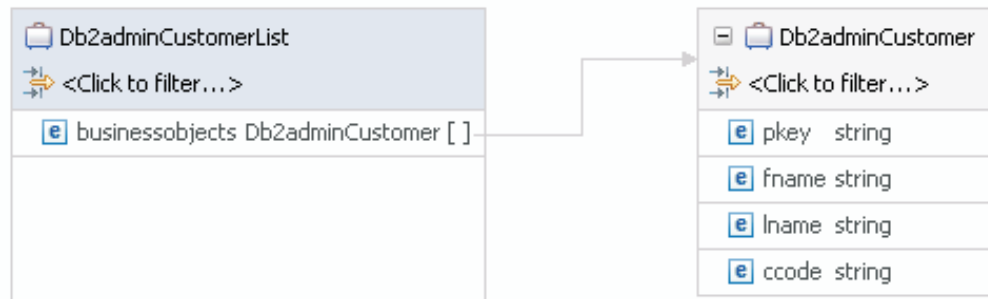 Db2adminCustomerList
<Click to filter...>
businessobjects Db2adminCustomer [ ]
Db2adminCustomer
<Click to filter...>
pkey string
fname string
lname string
ccode string